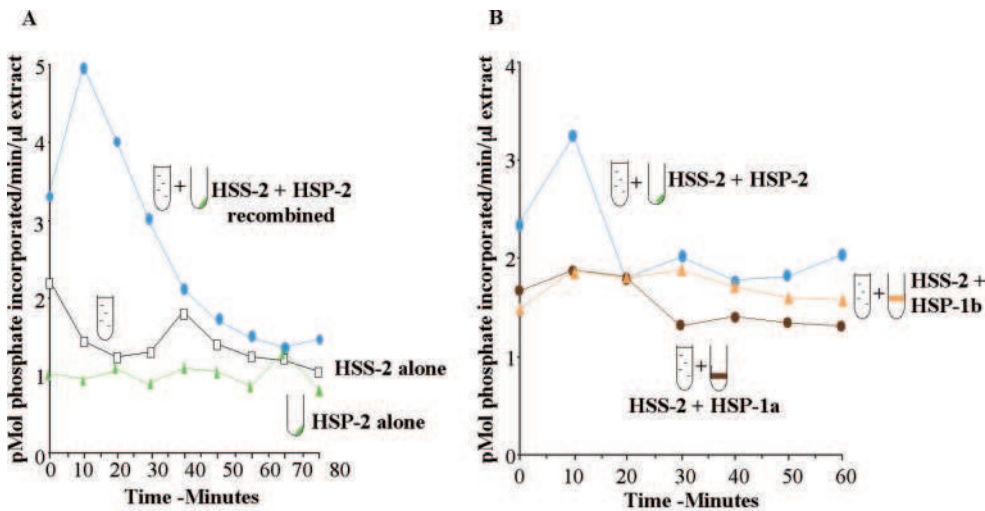 A
pMol phosphate incorporated/min/µl extract
5
4
3
2
1
0
HSS-2 + HSP-2
recombined
HSS-2 alone
HSP-2 alone
0 10 20 30 40 50 60 70 80
Time -Minutes
B
pMol phosphate incorporated/min/µl extract
4
3
2
1
0
HSS-2 + HSP-2
HSS-2 +
HSP-1b
HSS-2 + HSP-1a
0 10 20 30 40 50 60
Time -Minutes